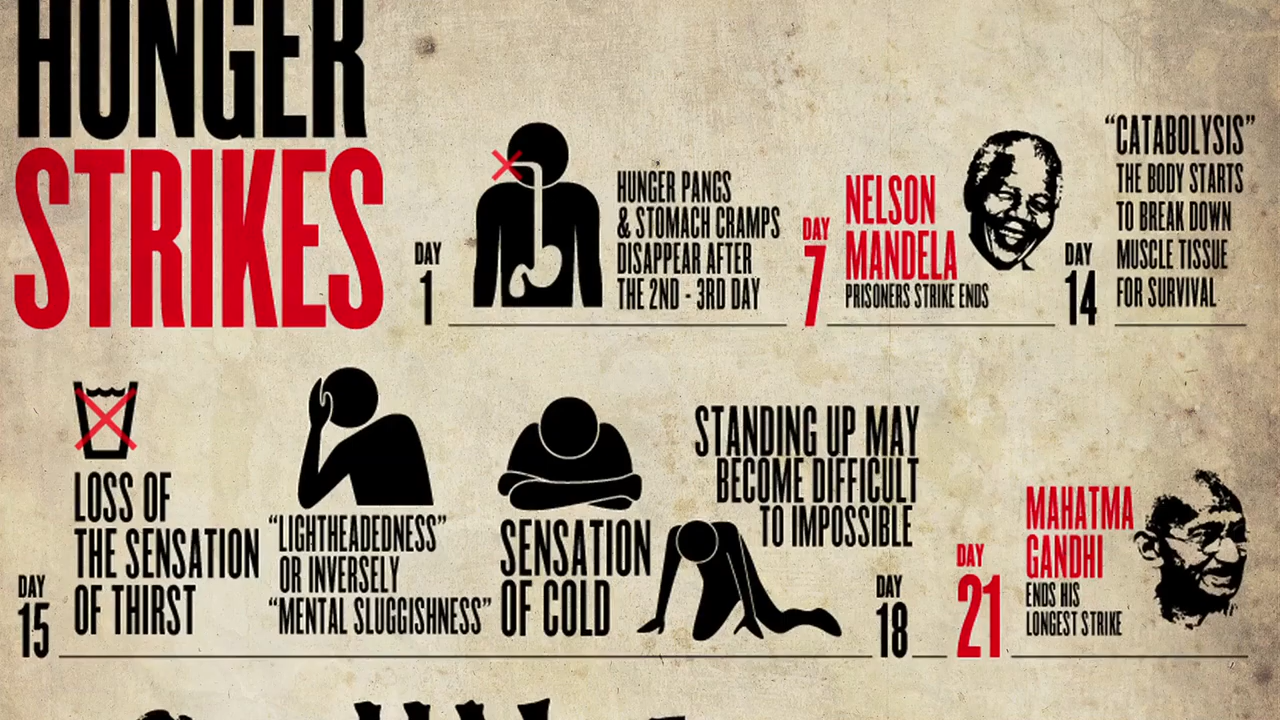 HUNGER
STRIKES
DAY
1
HUNGER PANGS
& STOMACH CRAMPS
DISAPPEAR AFTER
THE 2ND - 3RD DAY
DAY
7
NELSON
MANDELA
PRISONERS STRIKE ENDS
DAY
14
“CATABOLYSIS”
THE BODY STARTS
TO BREAK DOWN
MUSCLE TISSUE
FOR SURVIVAL
DAY
15
LOSS OF
THE SENSATION
OF THIRST
“LIGHTHEADEDNESS”
OR INVERSELY
“MENTAL SLUGGISHNESS”
SENSATION
OF COLD
STANDING UP MAY
BECOME DIFFICULT
TO IMPOSSIBLE
DAY
18
DAY
21
MAHATMA
GANDHI
ENDS HIS
LONGEST STRIKE